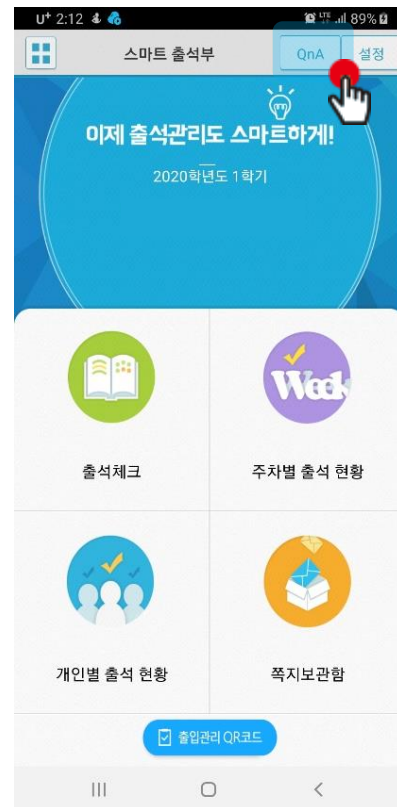 U+ 2:12 LTE 89%
스마트 출석부 QnA 설정
이제 출석관리도 스마트하게!
2020학년도 1학기
Week
출석체크 주차별 출석 현황
개인별 출석 현황 쪽지보관함
출입관리 QR코드